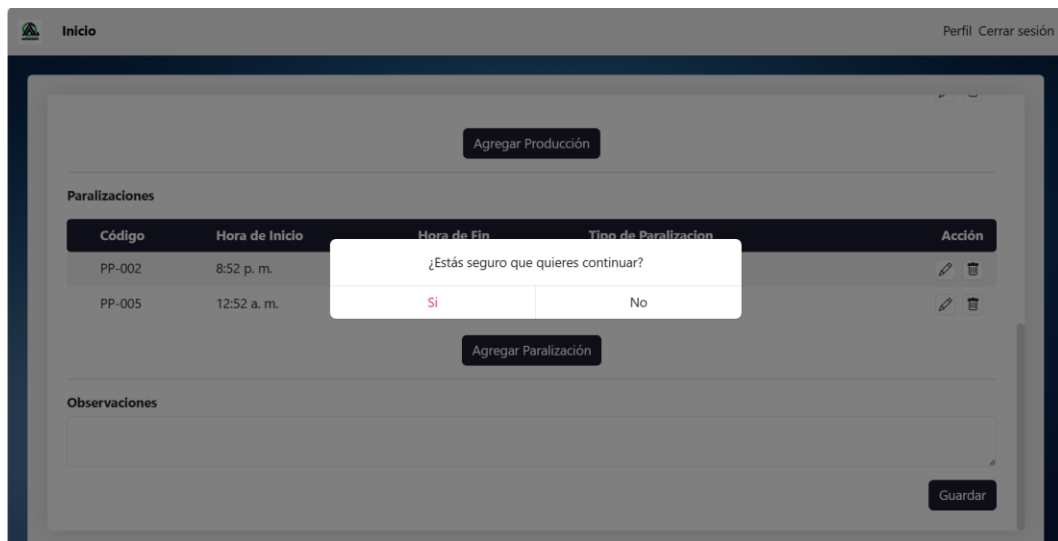 Inicio
Perfil Cerrar sesión
Agregar Producción
Paralizaciones
Código Hora de Inicio Hora de Fin Tipo de Paralizacion Acción
PP-002 8:52 p. m.
PP-005 12:52 a. m.
¿Estás seguro que quieres continuar?
Si No
Agregar Paralización
Observaciones
Guardar